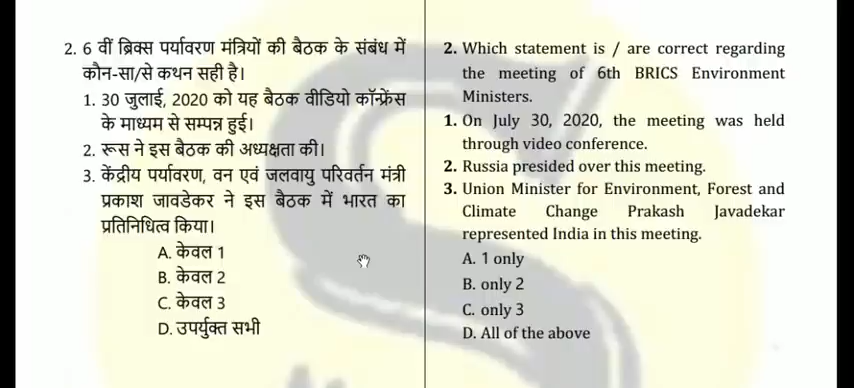 2. 6 वीं ब्रिक्स पर्यावरण मंत्रियों की बैठक के संबंध में
कौन-सा/से कथन सही है।
1. 30 जुलाई, 2020 को यह बैठक वीडियो कॉन्फ्रेंस
के माध्यम से सम्पन्न हुई।
2. रूस ने इस बैठक की अध्यक्षता की।
3. केंद्रीय पर्यावरण, वन एवं जलवायु परिवर्तन मंत्री
प्रकाश जावडेकर ने इस बैठक में भारत का
प्रतिनिधित्व किया।
A. केवल 1
B. केवल 2
C. केवल 3
D. उपर्युक्त सभी
2. Which statement is / are correct regarding
the meeting of 6th BRICS Environment
Ministers.
1. On July 30, 2020, the meeting was held
through video conference.
2. Russia presided over this meeting.
3. Union Minister for Environment, Forest and
Climate Change Prakash Javadekar
represented India in this meeting.
A. 1 only
B. only 2
C. only 3
D. All of the above